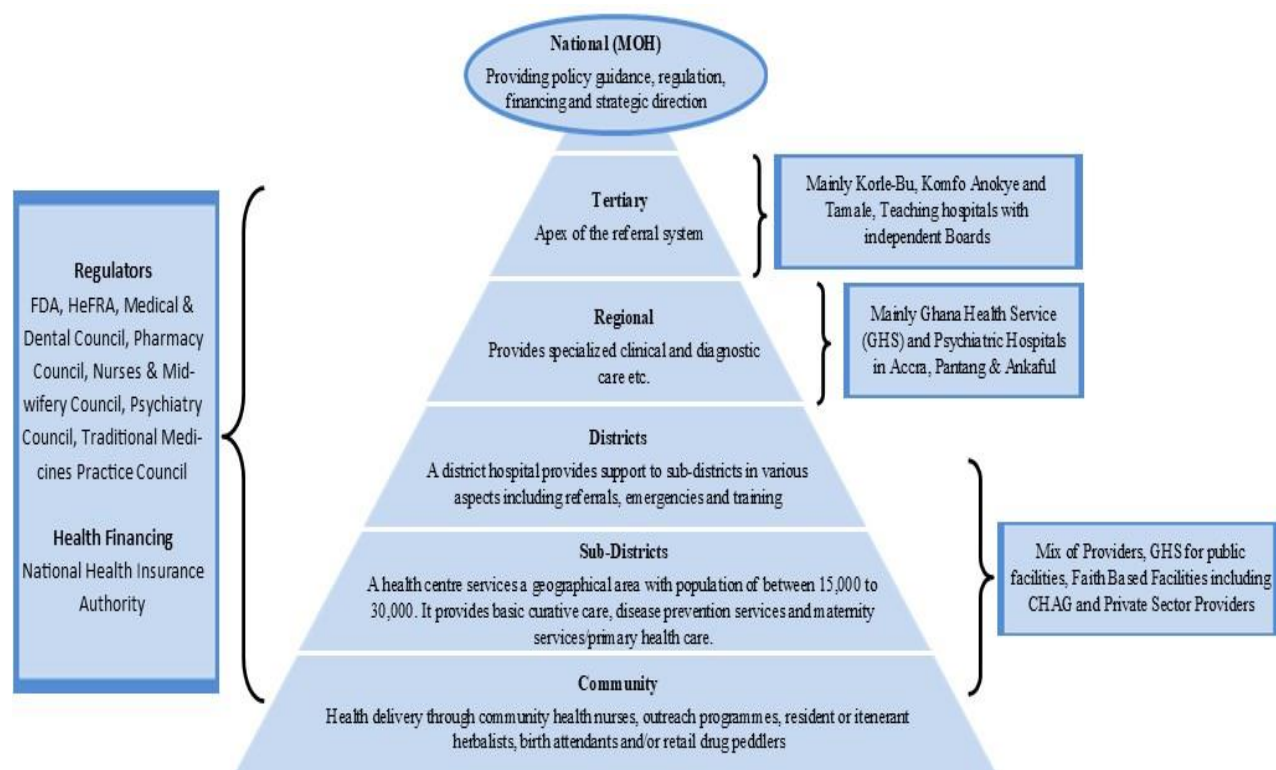 National (MOH)
Providing policy guidance, regulation,
financing and strategic direction
Tertiary
Apex of the referral system
Mainly Korle-Bu, Komfo Anokye and
Tamale, Teaching hospitals with
independent Boards
Regulators
FDA, HeFRA, Medical &
Dental Council, Pharmacy
Council, Nurses & Mid-
wifery Council, Psychiatry
Council, Traditional Medi-
cines Practice Council
Health Financing
National Health Insurance
Authority
Regional
Provides specialized clinical and diagnostic
care etc.
Mainly Ghana Health Service
(GHS) and Psychiatric Hospitals
in Accra, Pantang & Ankaful
Districts
A district hospital provides support to sub-districts in various
aspects including referrals, emergencies and training
Sub-Districts
A health centre services a geographical area with population of between 15,000 to
30,000. It provides basic curative care, disease prevention services and maternity
services/primary health care.
Mix of Providers, GHS for public
facilities, Faith Based Facilities including
CHAG and Private Sector Providers
Community
Health delivery through community health nurses, outreach programmes, resident or itenerant
herbalists, birth attendants and/or retail drug peddlers